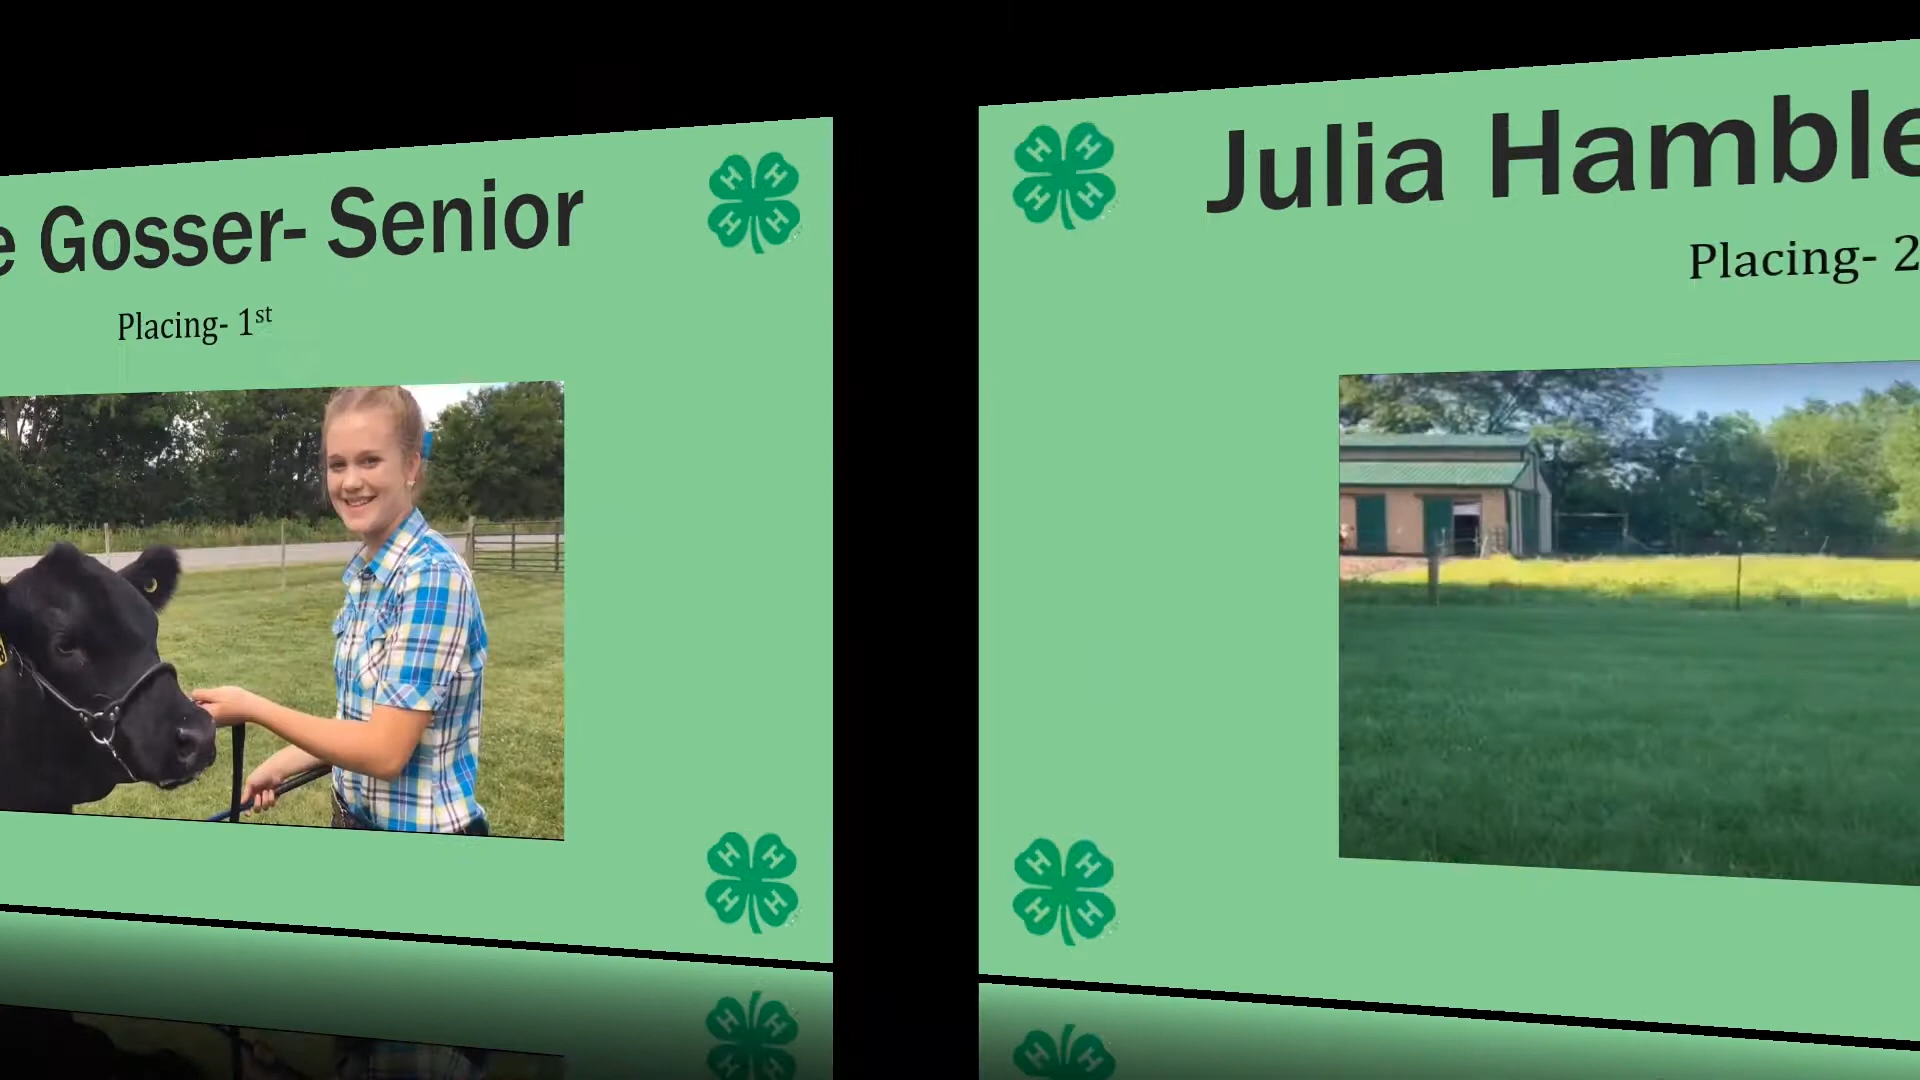 e Gosser- Senior
Placing- 1st
Julia Hamble
Placing- 2
H H H H
H H H H
H H H H
H H H H